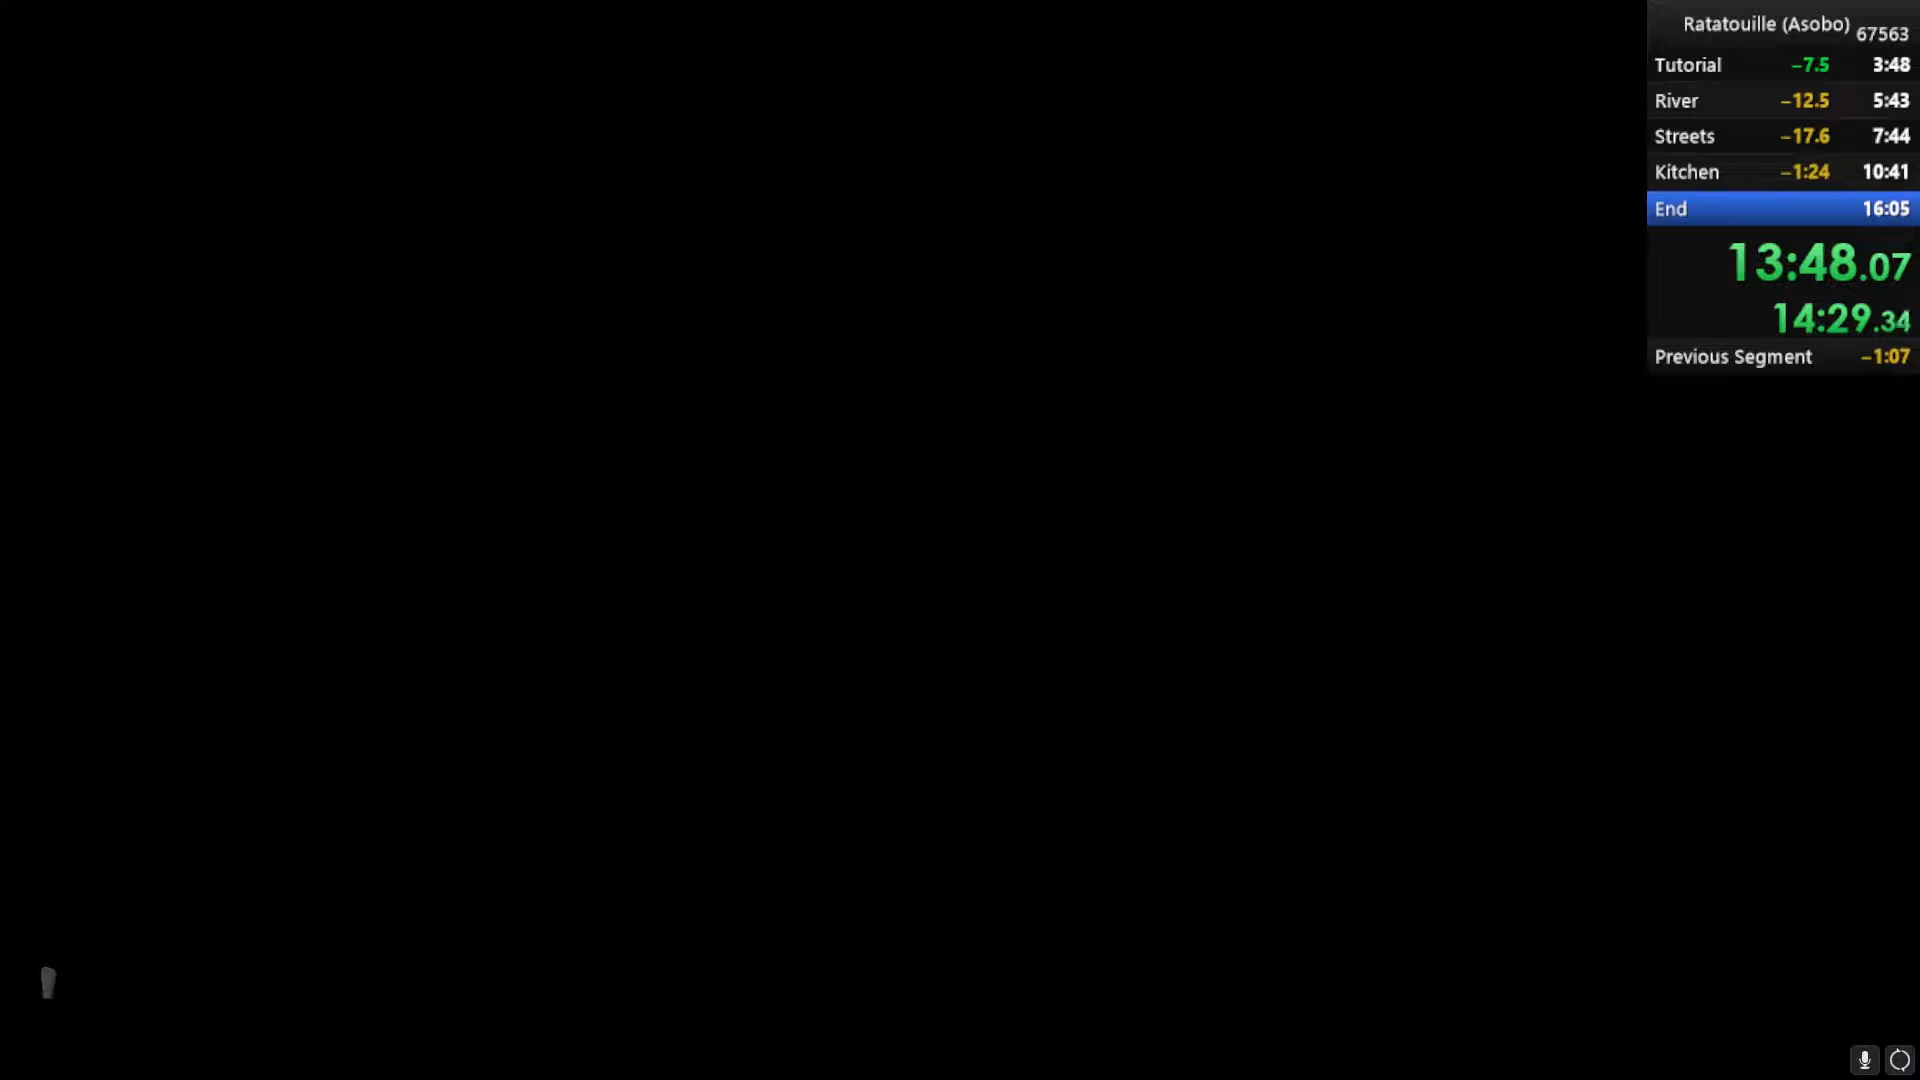 Ratatouille (Asobo) 67563
Tutorial −7.5 3:48
River −12.5 5:43
Streets −17.6 7:44
Kitchen −1:24 10:41
End 16:05
13:48.07
14:29.34
Previous Segment −1:07